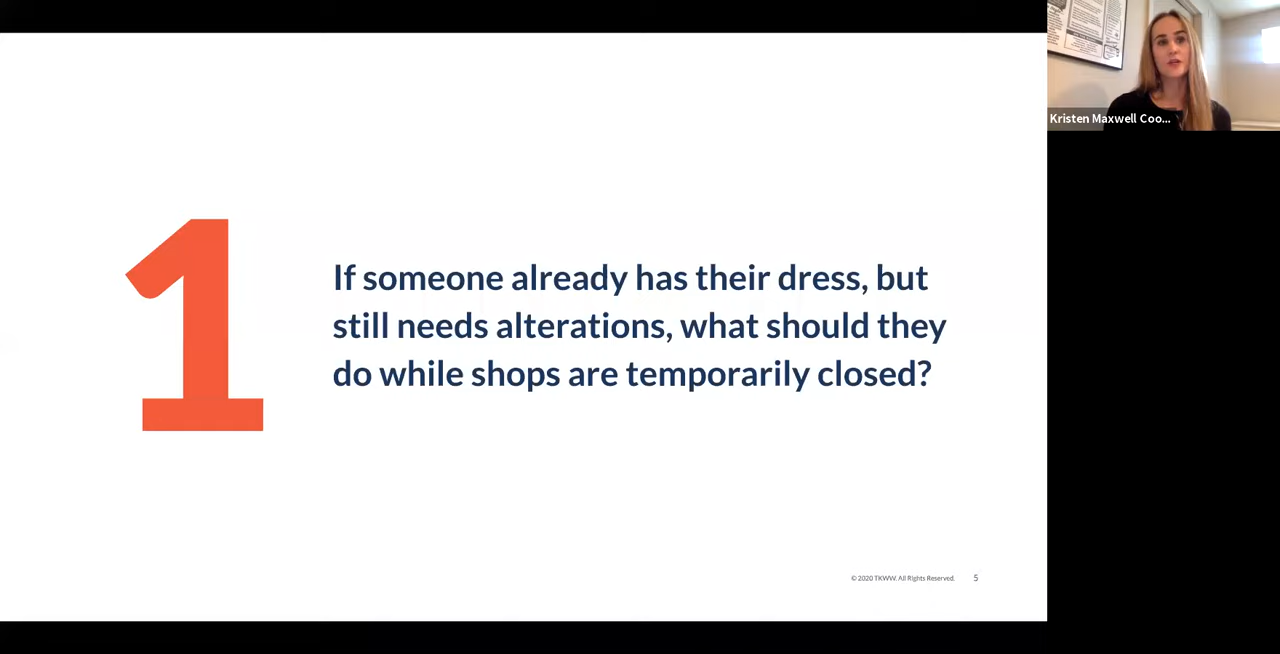 Kristen Maxwell Coo...
1
If someone already has their dress, but
still needs alterations, what should they
do while shops are temporarily closed?
© 2020 TKWW. All Rights Reserved.
5